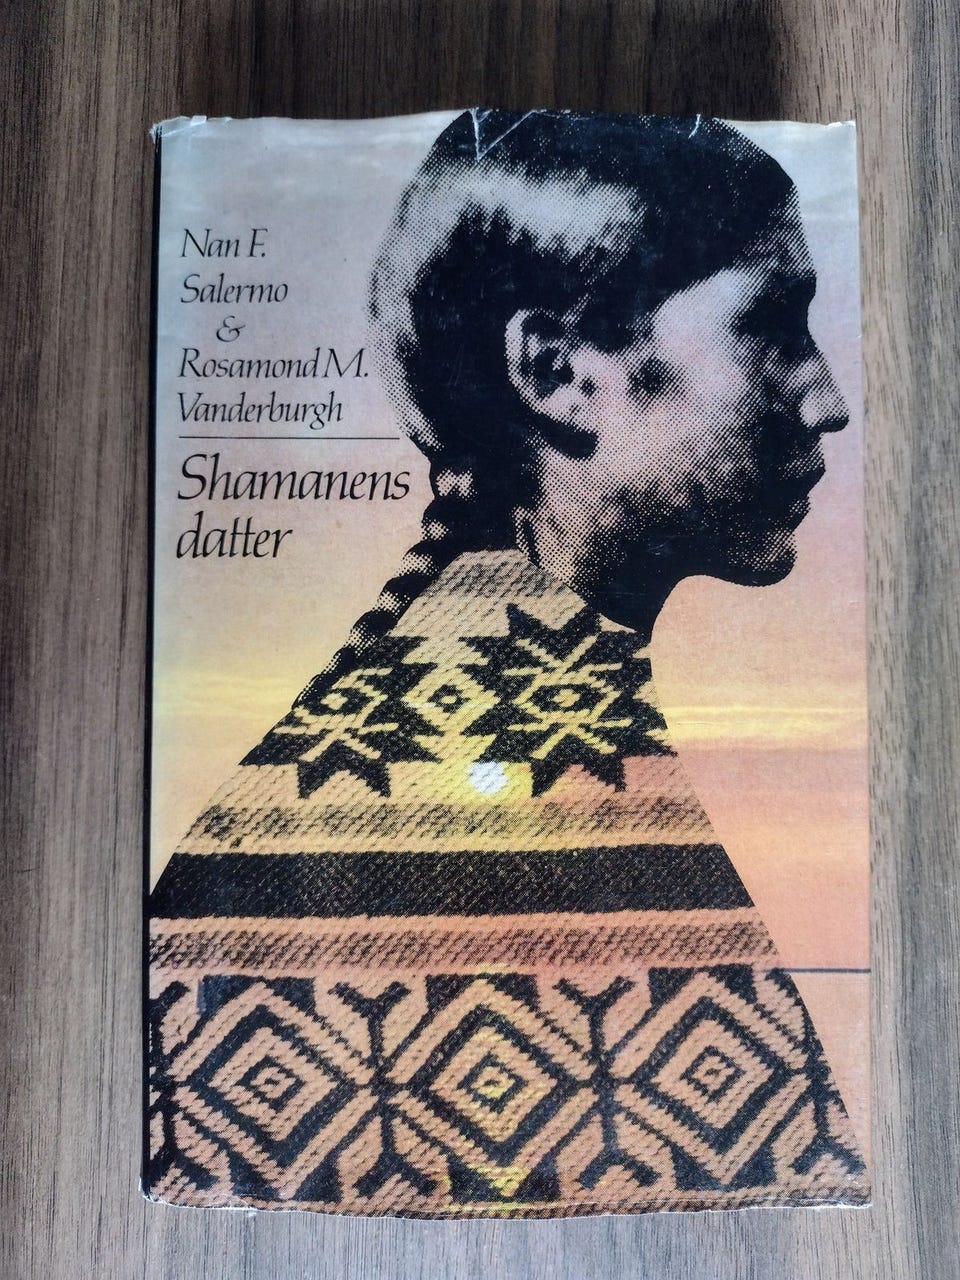 Nan F.
Salermo
&
Rosamond M.
Vanderburgh
Shamanens
datter